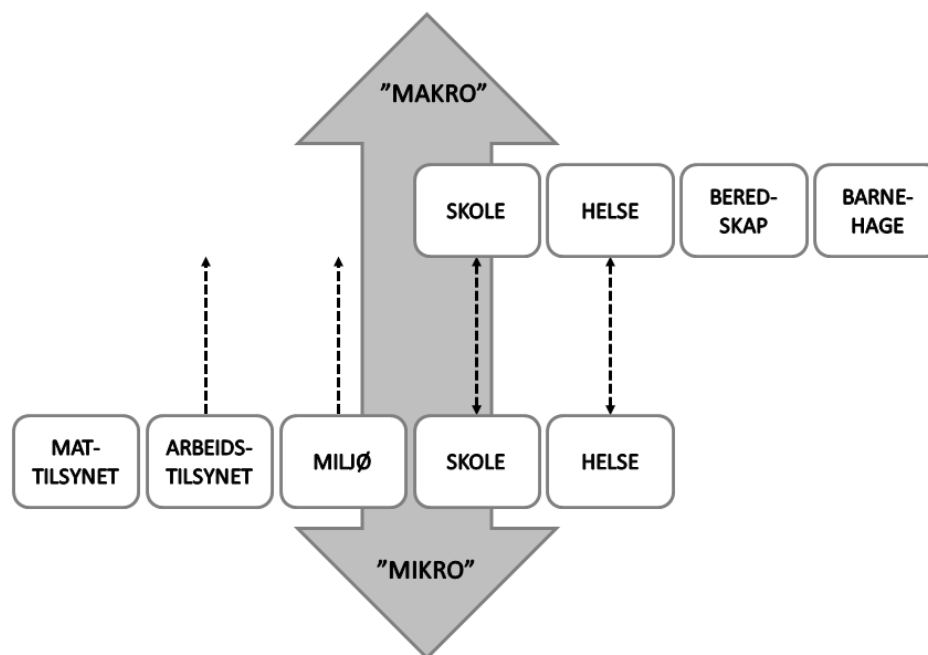 ”MAKRO”
SKOLE
HELSE
BERED-
SKAP
BARNE-
HAGE
MAT-
TILSYNET
ARBEIDS-
TILSYNET
MILJØ
SKOLE
HELSE
”MIKRO”